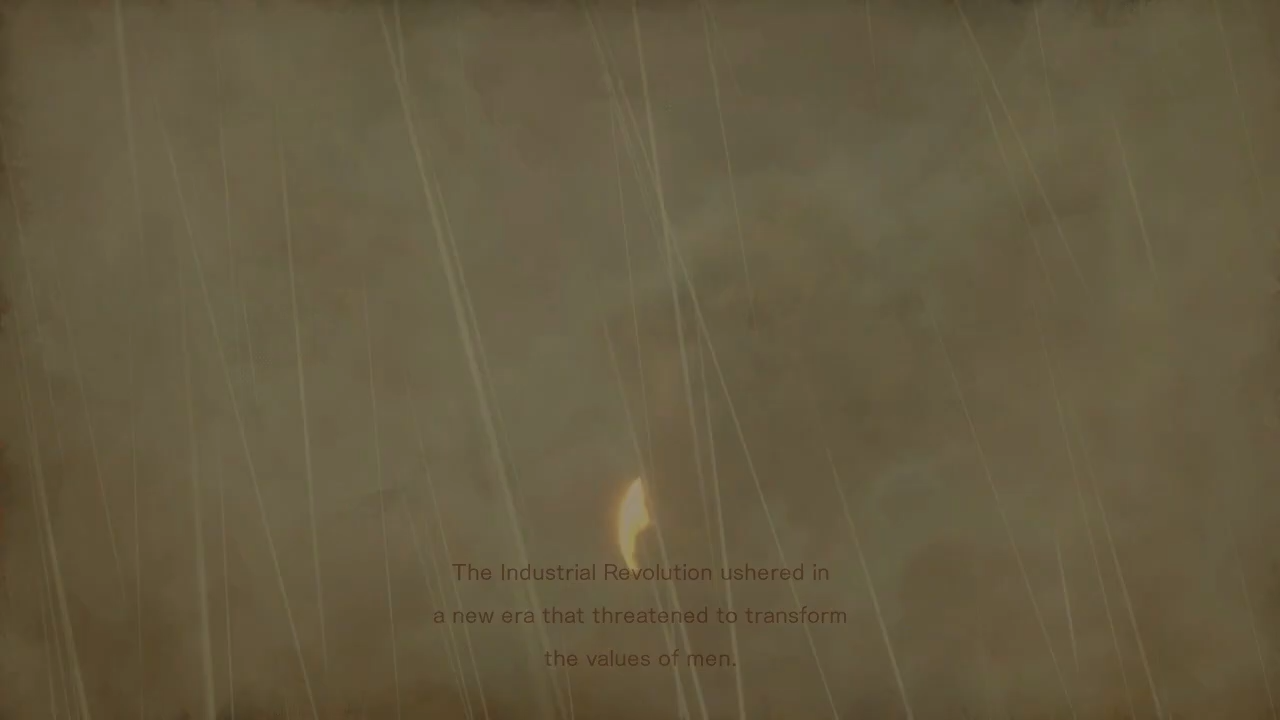 The Industrial Revolution ushered in
a new era that threatened to transform
the values of men.